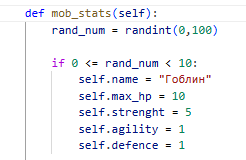 def mob_stats(self):
rand_num = randint(0,100)
if 0 <= rand_num < 10:
self.name = "Гоблин"
self.max_hp = 10
self.strenght = 5
self.agility = 1
self.defence = 1